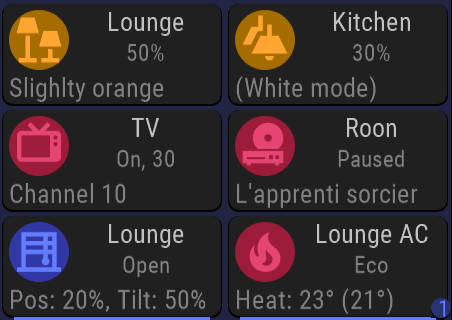 Lounge
50%
Slighlty orange
Kitchen
30%
(White mode)
TV
On, 30
Channel 10
Roon
Paused
L'apprenti sorcier
Lounge
Open
Pos: 20%, Tilt: 50%
Lounge AC
Eco
Heat: 23° (21°)
1